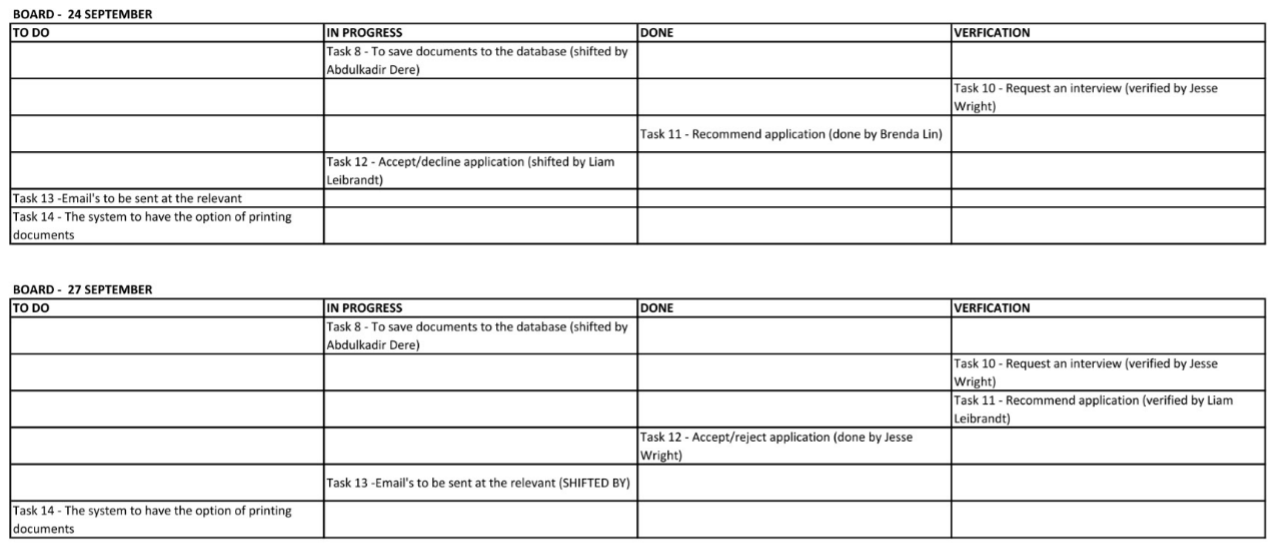 BOARD - 24 SEPTEMBER
TO DO IN PROGRESS DONE VERFICATION
Task 8 - To save documents to the database (shifted by
Abdulkadir Dere)
Task 10 - Request an interview (verified by Jesse
Wright)
Task 11 - Recommend application (done by Brenda Lin)
Task 12 - Accept/decline application (shifted by Liam
Leibrandt)
Task 13 -Email's to be sent at the relevant
Task 14 - The system to have the option of printing
documents
BOARD - 27 SEPTEMBER
TO DO IN PROGRESS DONE VERFICATION
Task 8 - To save documents to the database (shifted by
Abdulkadir Dere)
Task 10 - Request an interview (verified by Jesse
Wright)
Task 11 - Recommend application (verified by Liam
Leibrandt)
Task 12 - Accept/reject application (done by Jesse
Wright)
Task 13 -Email's to be sent at the relevant (SHIFTED BY)
Task 14 - The system to have the option of printing
documents